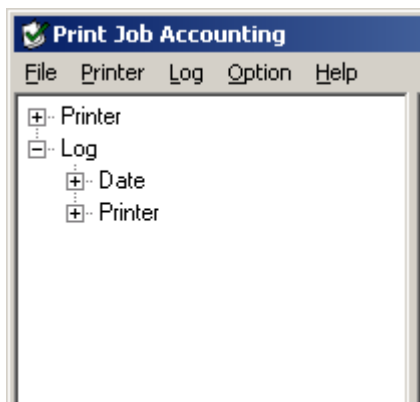 Print Job Accounting
File Printer Log Option Help
Printer
Log
Date
Printer